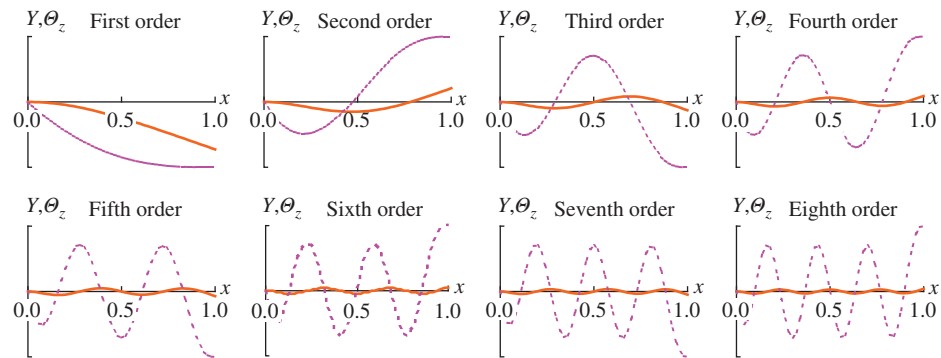 Y,Θz First order
x
0.0 0.5 1.0
Y,Θz Second order
x
0.0 0.5 1.0
Y,Θz Third order
x
0.0 0.5 1.0
Y,Θz Fourth order
x
0.0 0.5 1.0
Y,Θz Fifth order
x
0.0 0.5 1.0
Y,Θz Sixth order
x
0.0 0.5 1.0
Y,Θz Seventh order
x
0.0 0.5 1.0
Y,Θz Eighth order
x
0.0 0.5 1.0